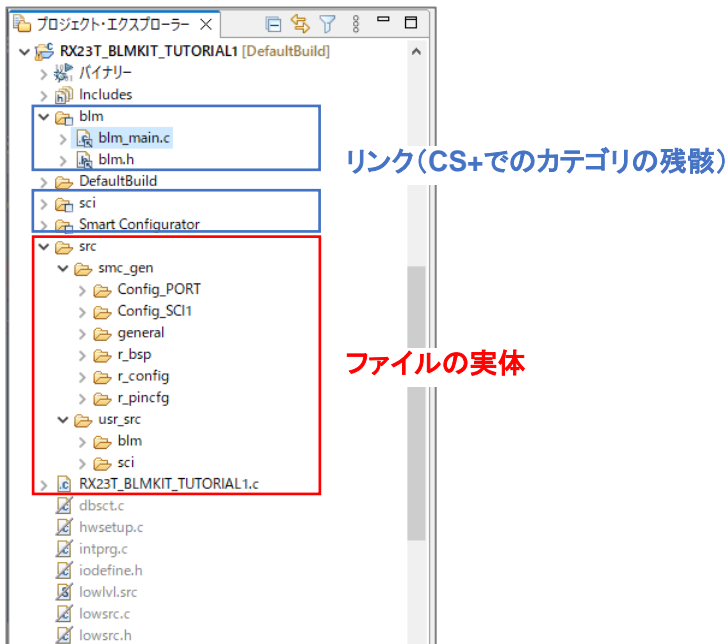 プロジェクト・エクスプローラー
RX23T_BLMKIT_TUTORIAL1 [DefaultBuild]
バイナリー
Includes
blm
blm_main.c
blm.h
リンク(CS+でのカテゴリの残骸)
DefaultBuild
sci
Smart Configurator
src
smc_gen
Config_PORT
Config_SCI1
general
r_bsp
ファイルの実体
r_config
r_pincfg
usr_src
blm
sci
RX23T_BLMKIT_TUTORIAL1.c
dbsct.c
hwsetup.c
intprg.c
iodefine.h
lowlvl.src
lowsrc.c
lowsrc.h